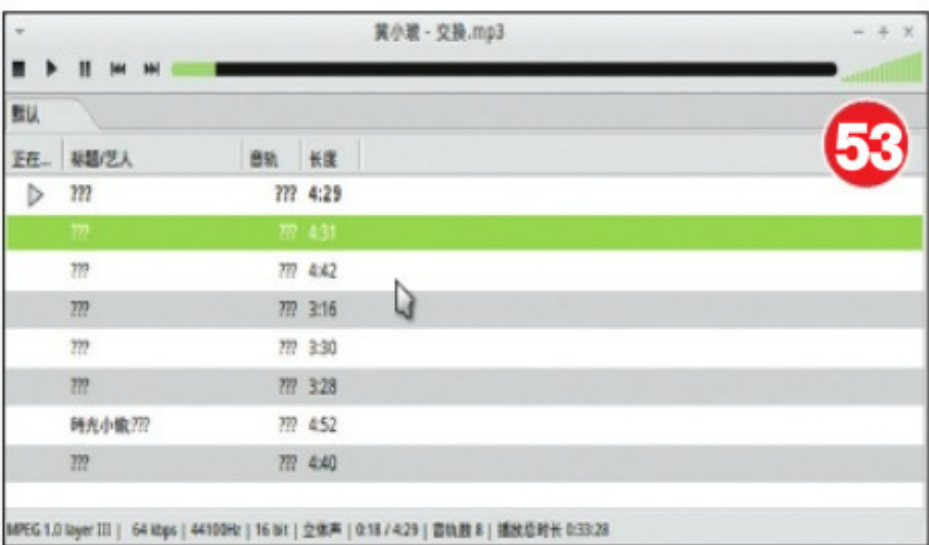 黄小琥 - 交换.mp3
默认
53
正在... 标题/艺人 音轨 长度
??? ??? 4:29
??? ??? 4:31
??? ??? 4:42
??? ??? 3:16
??? ??? 3:30
??? ??? 3:28
時光小偷??? ??? 4:52
??? ??? 4:40
MPEG 1.0 layer III | 64 kbps | 44100Hz | 16 bit | 立体声 | 0:18 / 4:29 | 音轨数 8 | 播放总时长 0:33:28